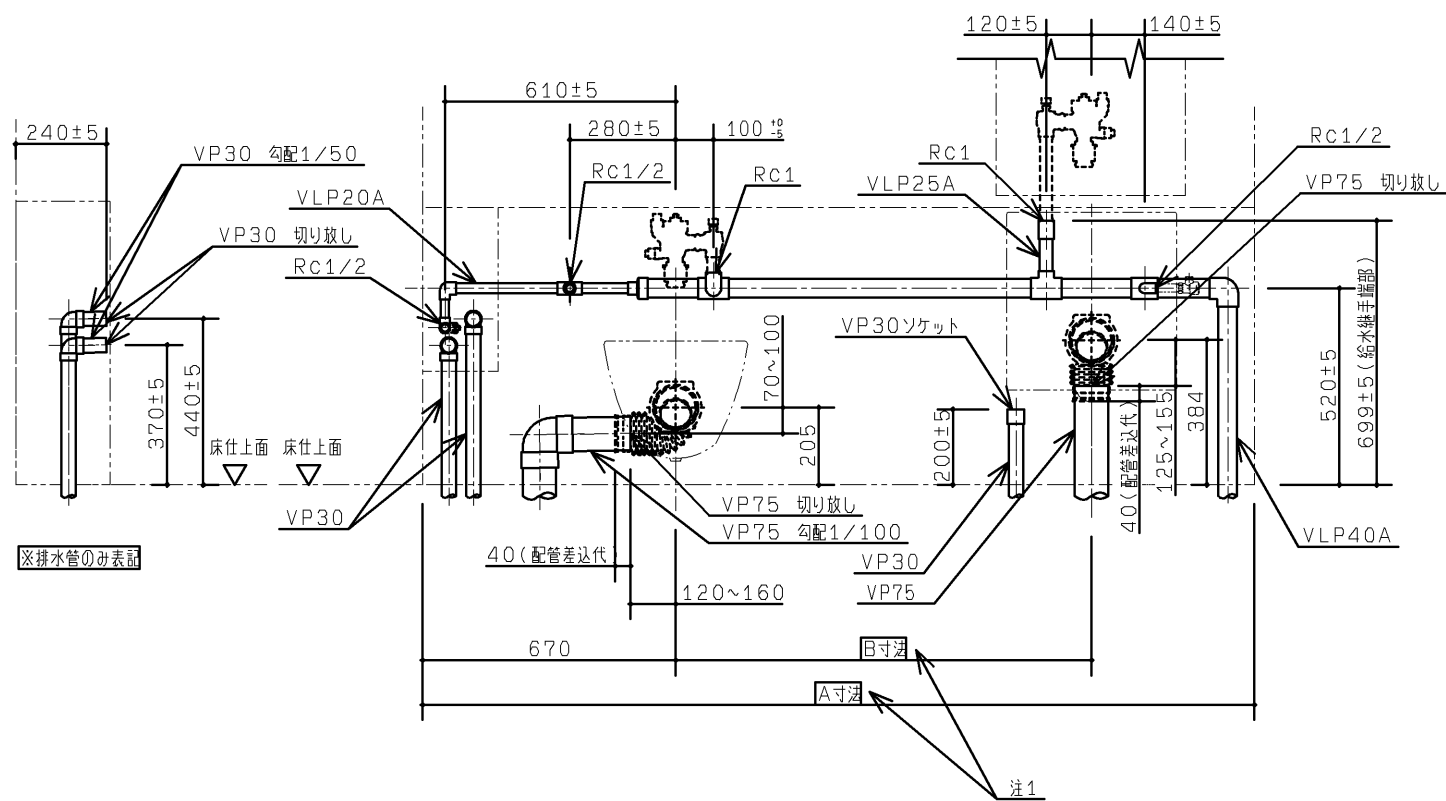 120±5
140±5
610±5
240±5
280±5
100 +0 -5
VP30 勾配1/50
Rc1/2
Rc1
Rc1
Rc1/2
VLP20A
VLP25A
VP75 切り放し
VP30 切り放し
Rc1/2
VP30ソケット
70~100
370±5
440±5
205
200±5
40(配管差込代)
125~155
384
520±5
699±5(給水継手端部)
床仕上面
床仕上面
VP30
VP75 切り放し
VP75 勾配1/100
VLP40A
※排水管のみ表記
40(配管差込代)
VP30
120~160
VP75
670
B寸法
A寸法
注1